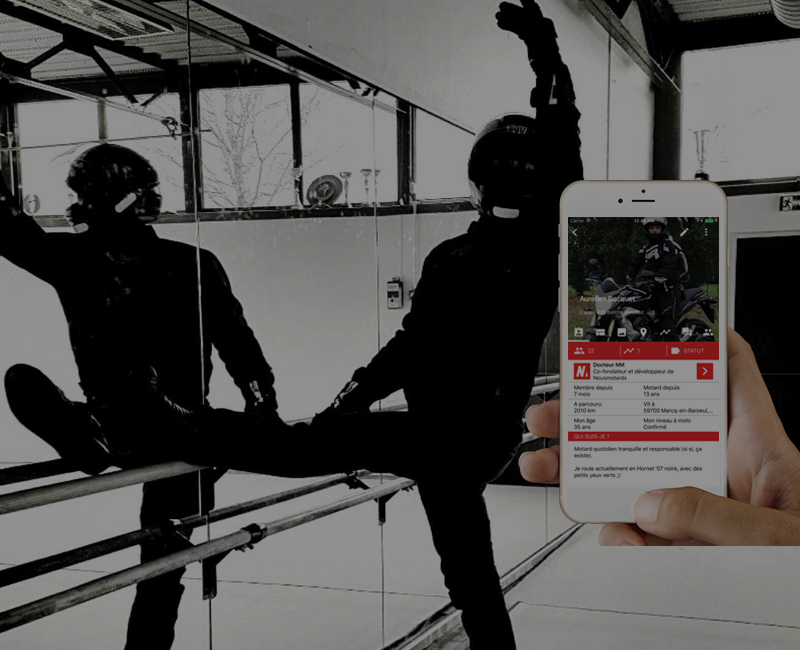 Aurélien Bocquet
22
STATUT
N.
Docteur NM
Co-fondateur et développeur de
Nousmotards
Membre depuis
7 mois
Motard depuis
13 ans
A parcouru
2010 km
Vit à
59700 Marcq-en-Baroeul,...
Mon âge
35 ans
Mon niveau à moto
Confirmé
QUI SUIS-JE ?
Motard quotidien tranquille et responsable (si si, ça
existe).
Je roule actuellement en Hornet '07 noire, avec des
petits yeux verts ;)